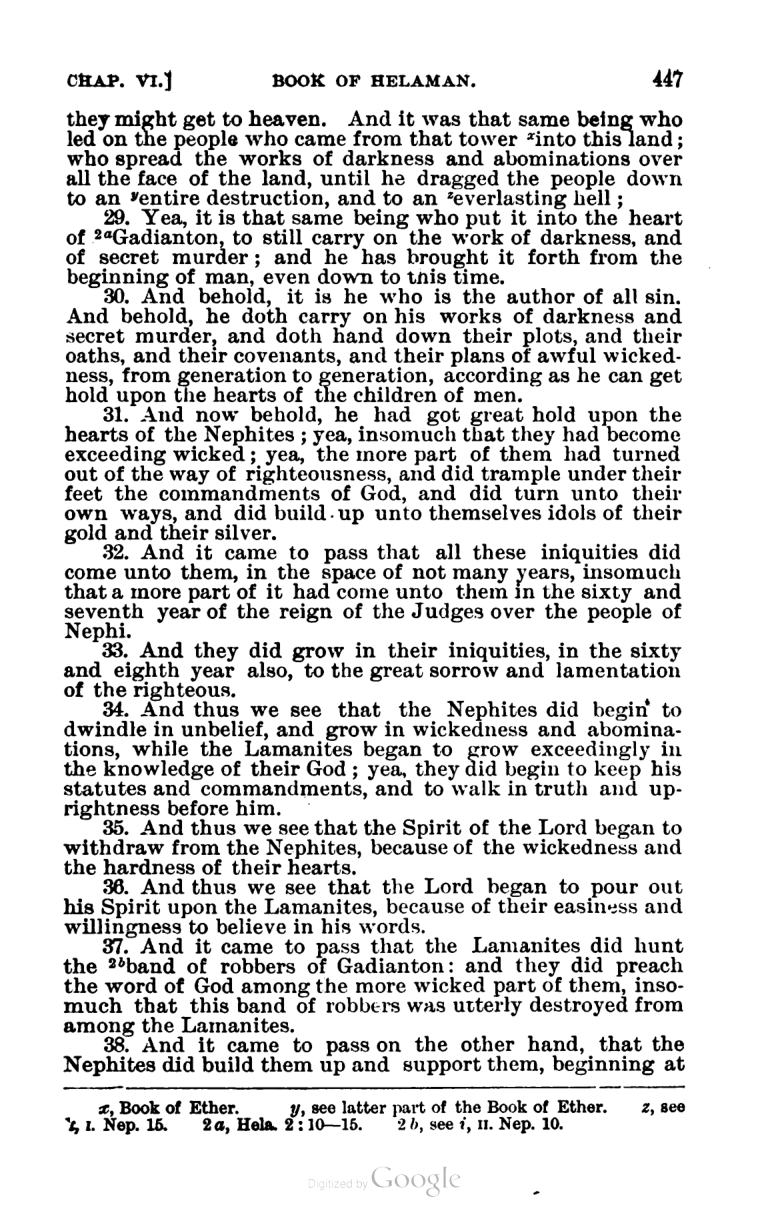 CHAP. VI.] BOOK OF HELAMAN. 447
they might get to heaven. And it was that same being who
led on the people who came from that tower ˣinto this land;
who spread the works of darkness and abominations over
all the face of the land, until he dragged the people down
to an ʸentire destruction, and to an ᶻeverlasting hell;
29. Yea, it is that same being who put it into the heart
of ²ᵃGadianton, to still carry on the work of darkness, and
of secret murder; and he has brought it forth from the
beginning of man, even down to this time.
30. And behold, it is he who is the author of all sin.
And behold, he doth carry on his works of darkness and
secret murder, and doth hand down their plots, and their
oaths, and their covenants, and their plans of awful wicked-
ness, from generation to generation, according as he can get
hold upon the hearts of the children of men.
31. And now behold, he had got great hold upon the
hearts of the Nephites; yea, insomuch that they had become
exceeding wicked; yea, the more part of them had turned
out of the way of righteousness, and did trample under their
feet the commandments of God, and did turn unto their
own ways, and did build up unto themselves idols of their
gold and their silver.
32. And it came to pass that all these iniquities did
come unto them, in the space of not many years, insomuch
that a more part of it had come unto them in the sixty and
seventh year of the reign of the Judges over the people of
Nephi.
33. And they did grow in their iniquities, in the sixty
and eighth year also, to the great sorrow and lamentation
of the righteous.
34. And thus we see that the Nephites did begin to
dwindle in unbelief, and grow in wickedness and abomina-
tions, while the Lamanites began to grow exceedingly in
the knowledge of their God; yea, they did begin to keep his
statutes and commandments, and to walk in truth and up-
rightness before him.
35. And thus we see that the Spirit of the Lord began to
withdraw from the Nephites, because of the wickedness and
the hardness of their hearts.
36. And thus we see that the Lord began to pour out
his Spirit upon the Lamanites, because of their easiness and
willingness to believe in his words.
37. And it came to pass that the Lamanites did hunt
the ²ᵇband of robbers of Gadianton: and they did preach
the word of God among the more wicked part of them, inso-
much that this band of robbers was utterly destroyed from
among the Lamanites.
38. And it came to pass on the other hand, that the
Nephites did build them up and support them, beginning at
x, Book of Ether. y, see latter part of the Book of Ether. z, see
I. Nep. 15. 2a, Hela. 2:10—15. 2b, see i, II. Nep. 10.
Digitized by Google